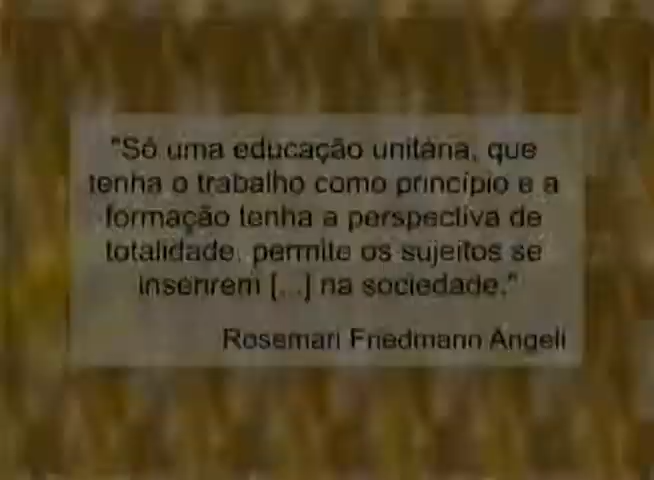 "Só uma educação unitária, que
tenha o trabalho como princípio e a
formação tenha a perspectiva de
totalidade, permite os sujeitos se
inserirem [...] na sociedade."
Rosemari Friedmann Angeli